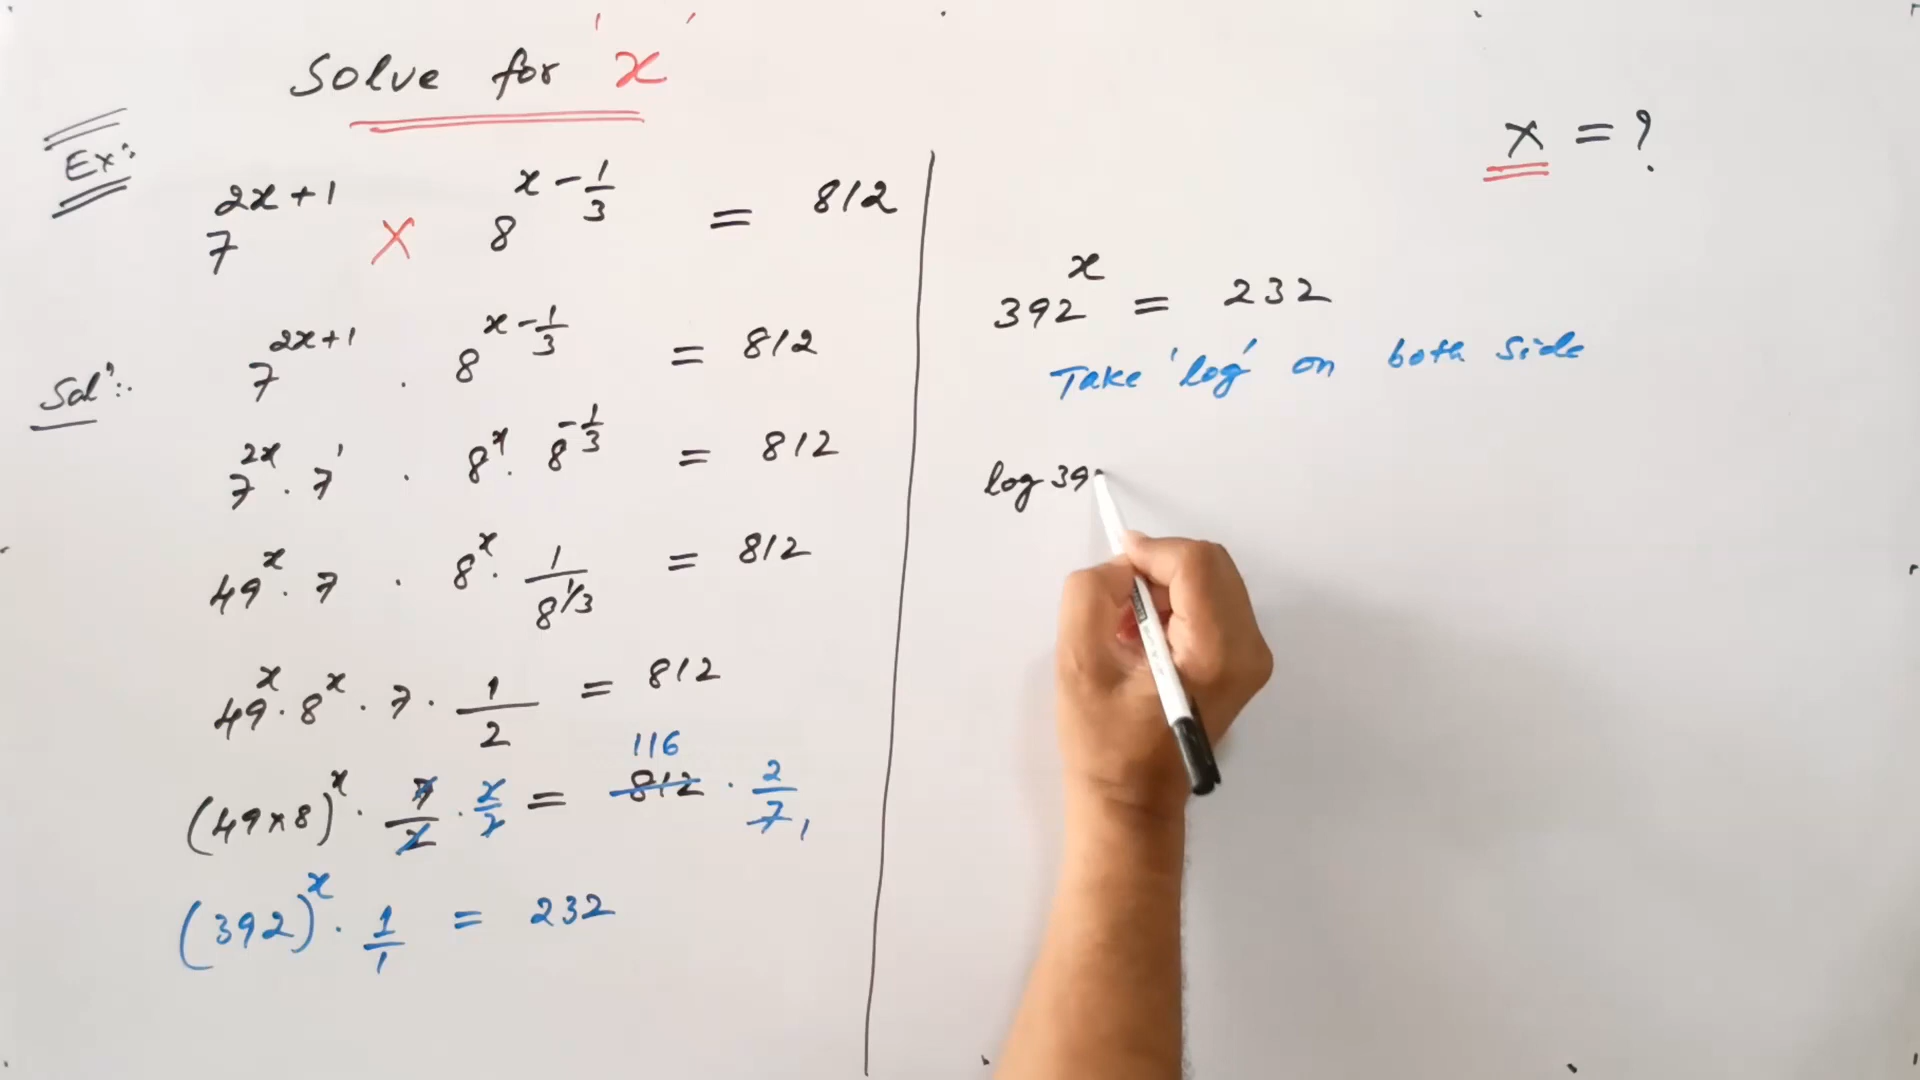 Solve for 'x'
Ex:
7^(2x+1) × 8^(x-1/3) = 812
Solⁿ:
7^(2x+1) . 8^(x-1/3) = 812
7^(2x) . 7^1 . 8^x . 8^(-1/3) = 812
49^x . 7 . 8^x . 1/8^(1/3) = 812
49^x . 8^x . 7 . 1/2 = 812
116
(49×8)^x . 7/2 . 2/7 = 812 . 2/7 1
(392)^x . 1/1 = 232
x = ?
392^x = 232
Take 'log' on both side
log 39